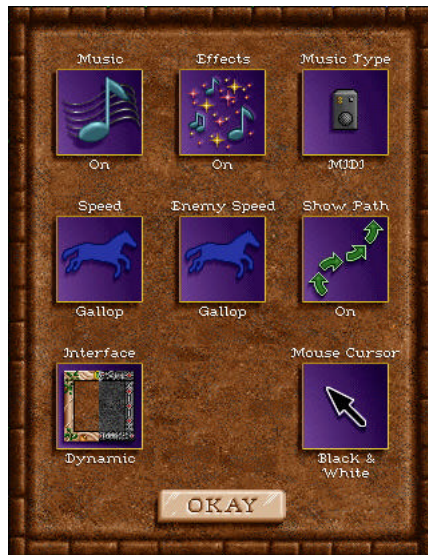 Music Effects Music Type
On On MIDI
Speed Enemy Speed Show Path
Gallop Gallop On
Interface Mouse Cursor
Dynamic Black &
White
OKAY